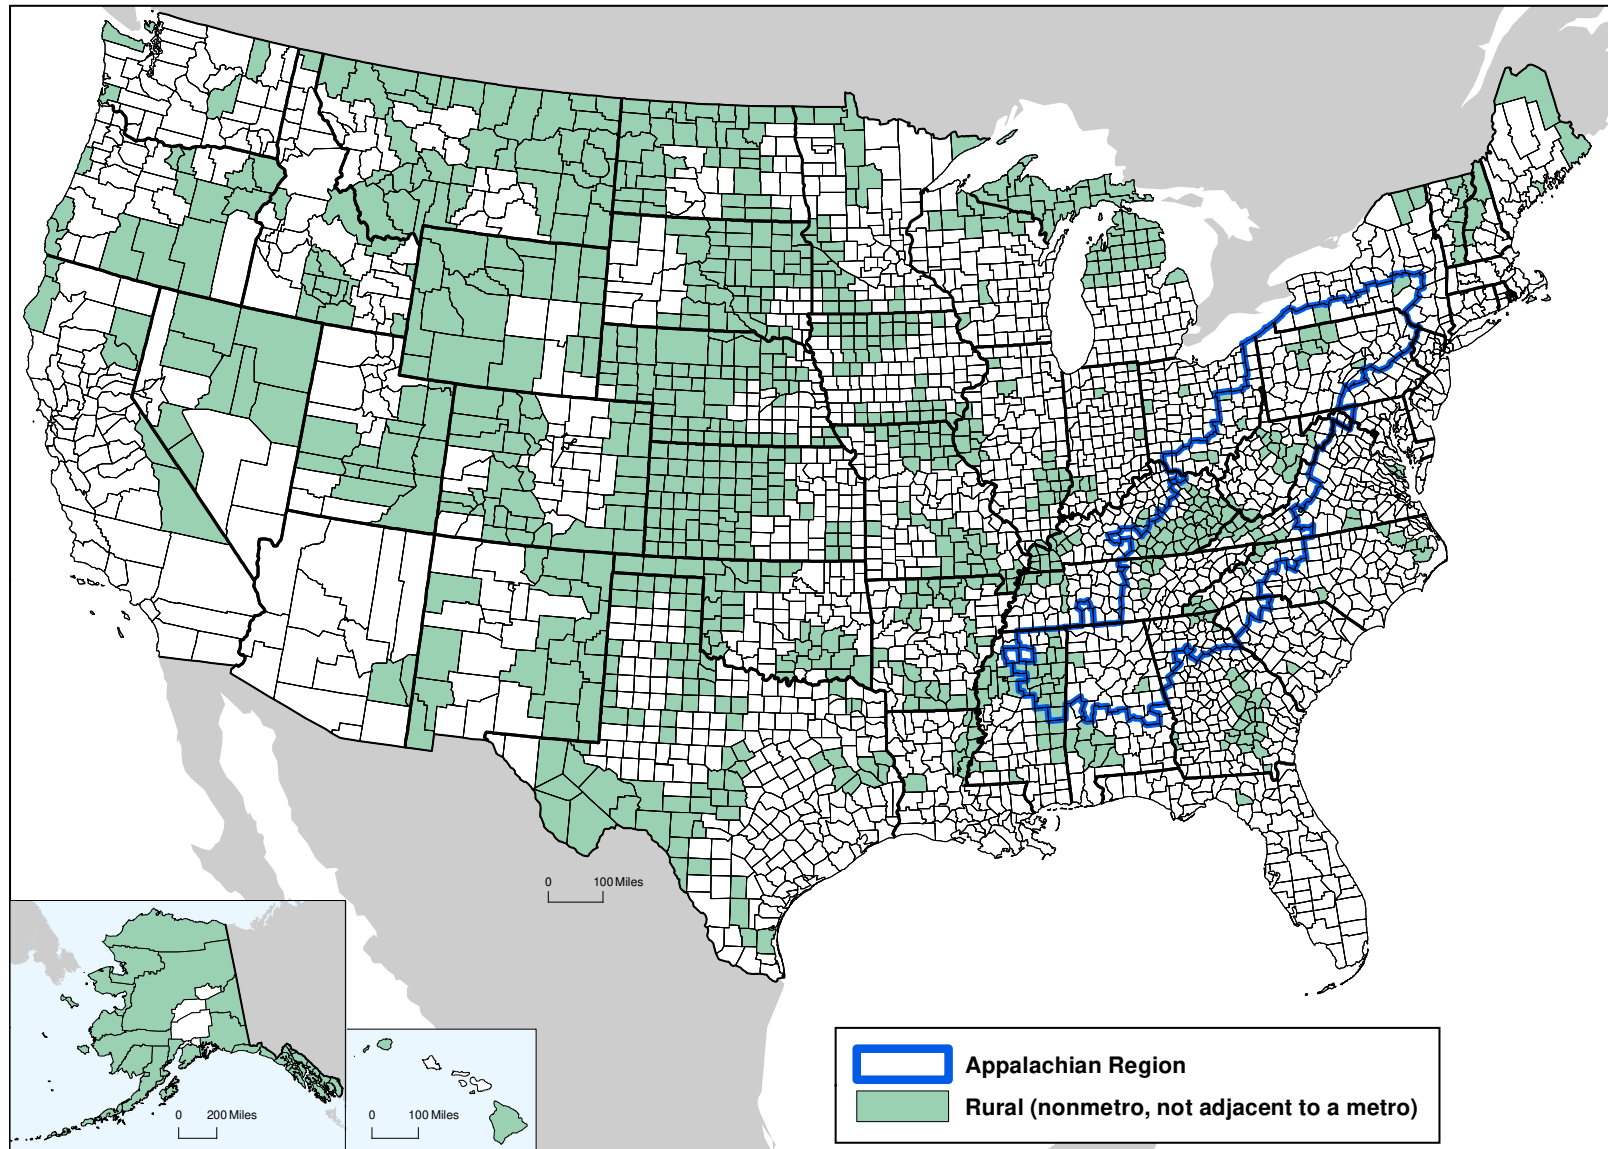 0 100 Miles
0 200 Miles
0 100 Miles
Appalachian Region
Rural (nonmetro, not adjacent to a metro)